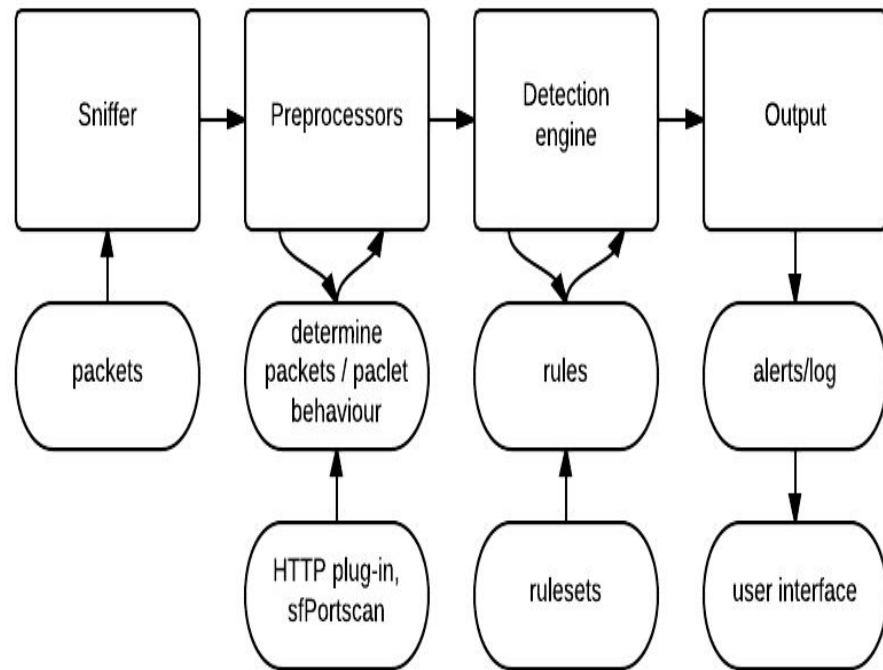 Sniffer
Preprocessors
Detection
engine
Output
packets
determine
packets / paclet
behaviour
rules
alerts/log
HTTP plug-in,
sfPortscan
rulesets
user interface